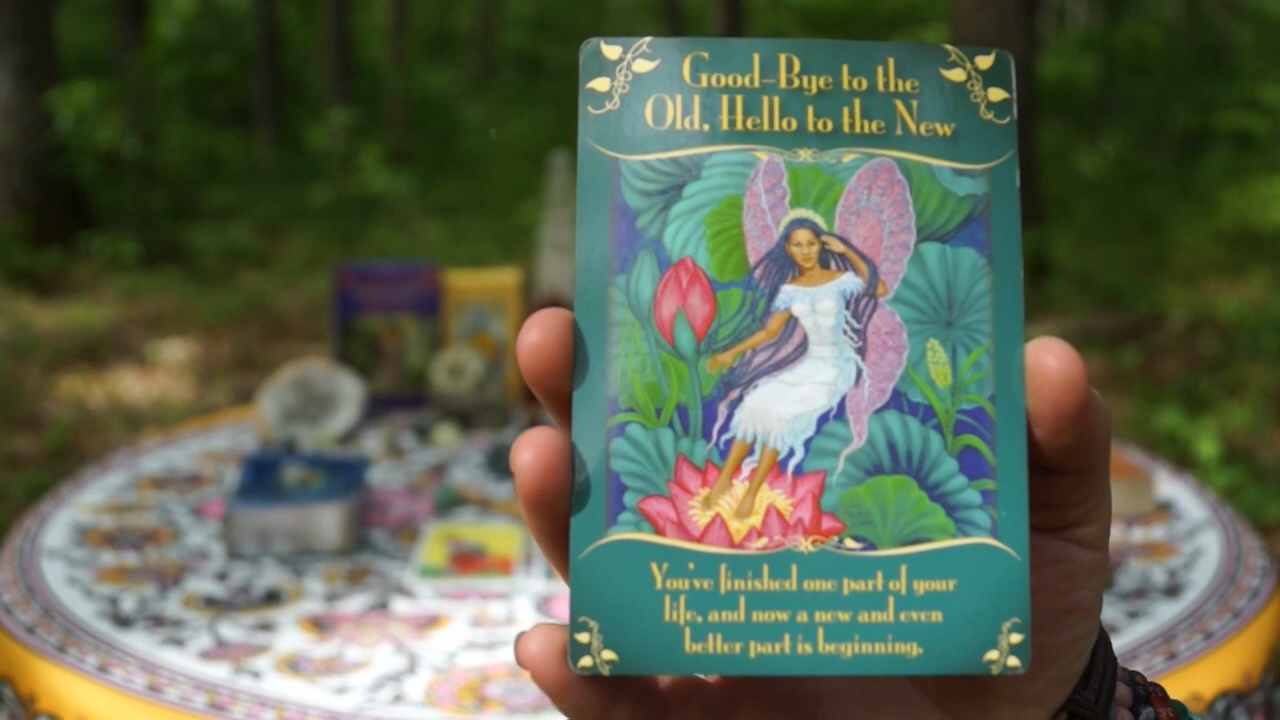 Good-Bye to the
Old, Hello to the New
You've finished one part of your
life, and now a new and even
better part is beginning.